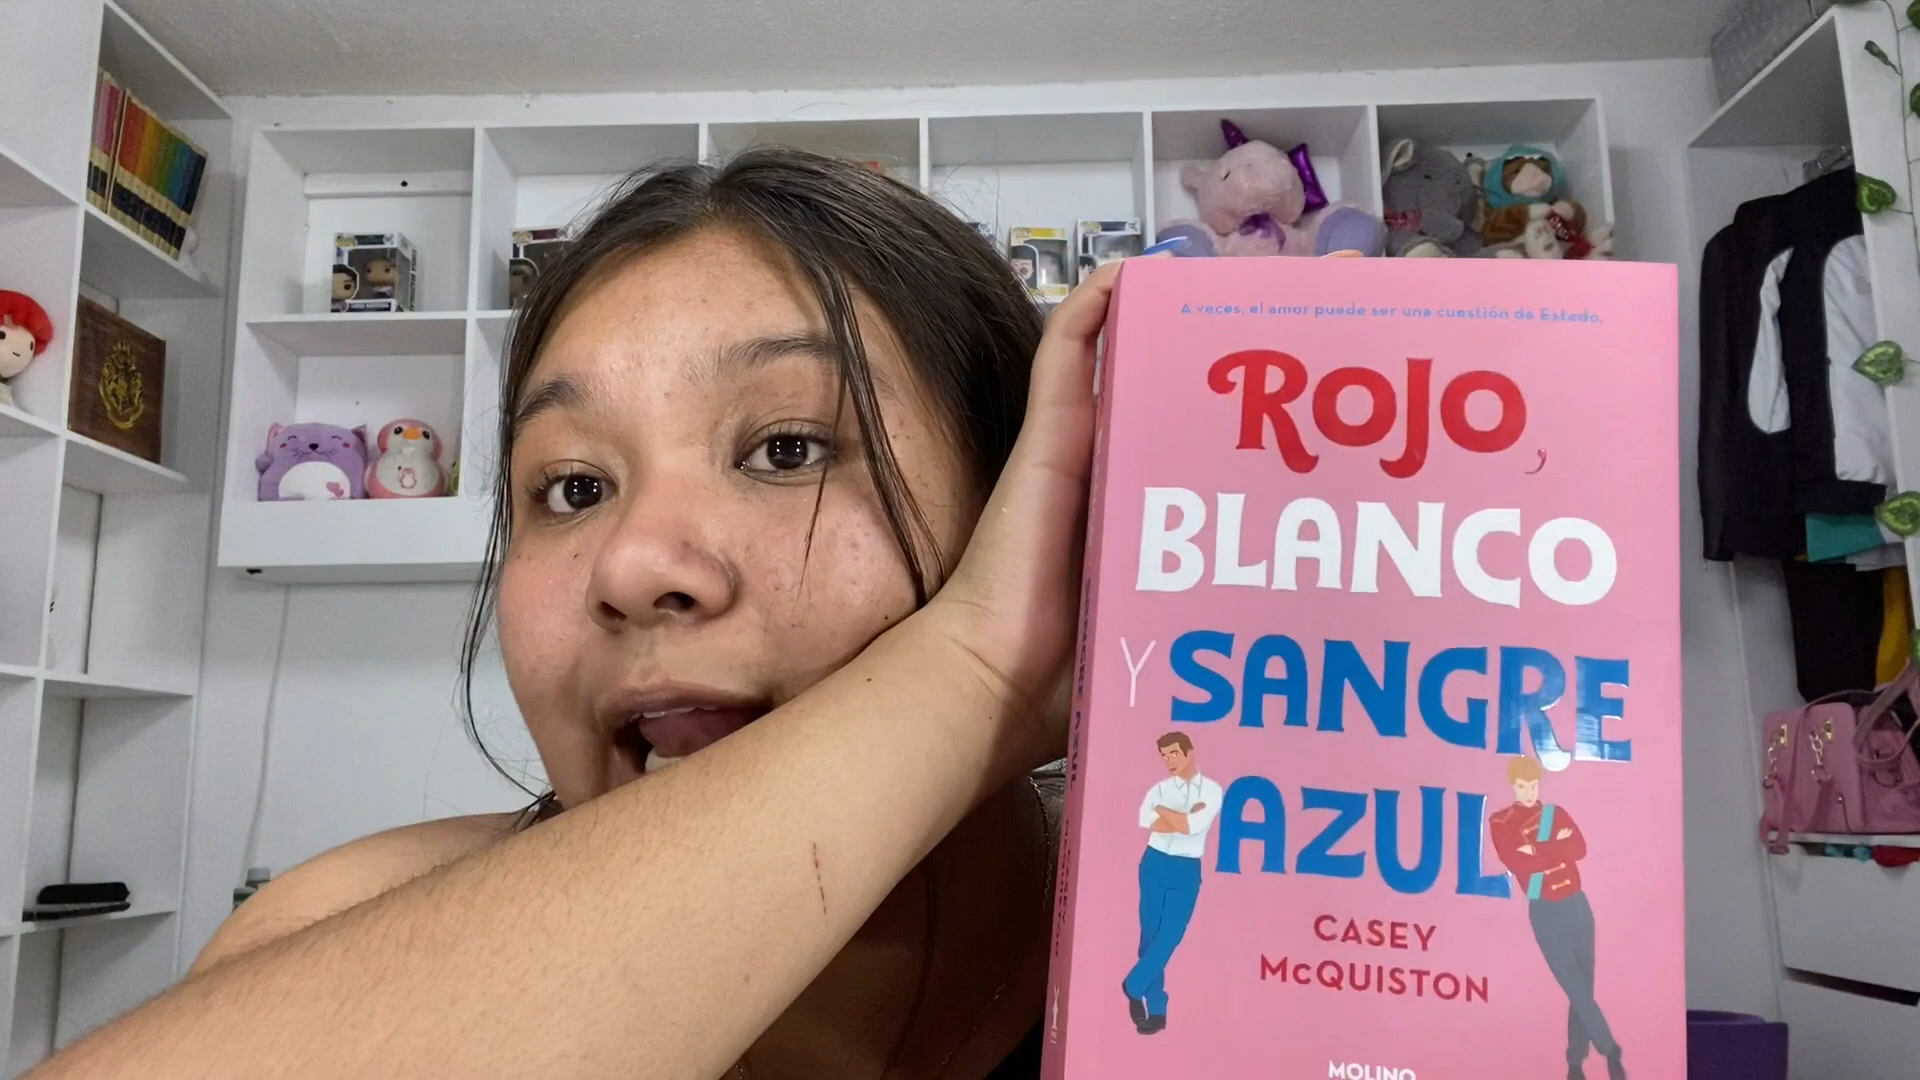 A veces, el amor puede ser una cuestión de Estado.
ROJO,
BLANCO
Y SANGRE
AZUL
CASEY
McQUISTON
MOLINO